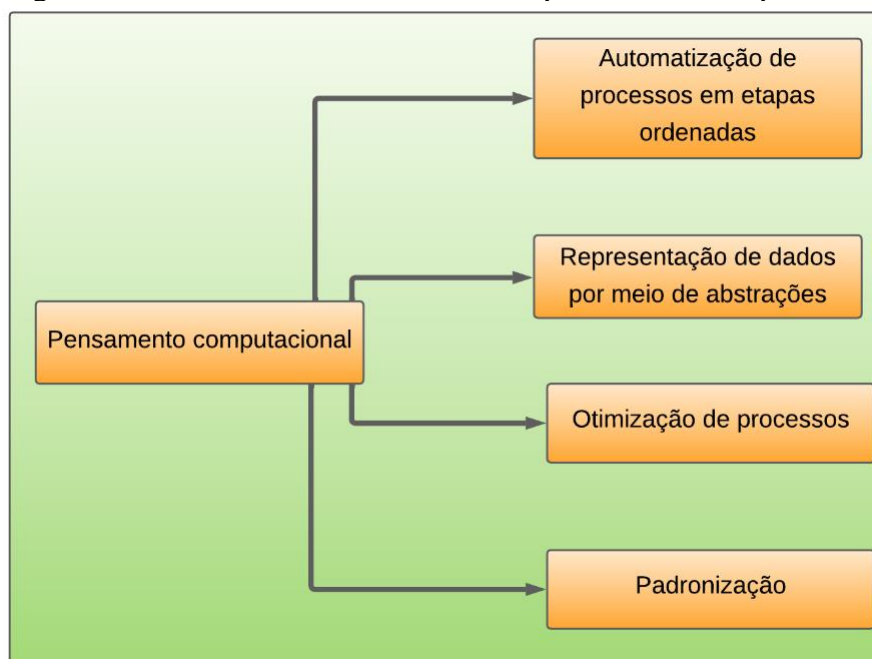 Automatização de
processos em etapas
ordenadas
Representação de dados
por meio de abstrações
Pensamento computacional
Otimização de processos
Padronização